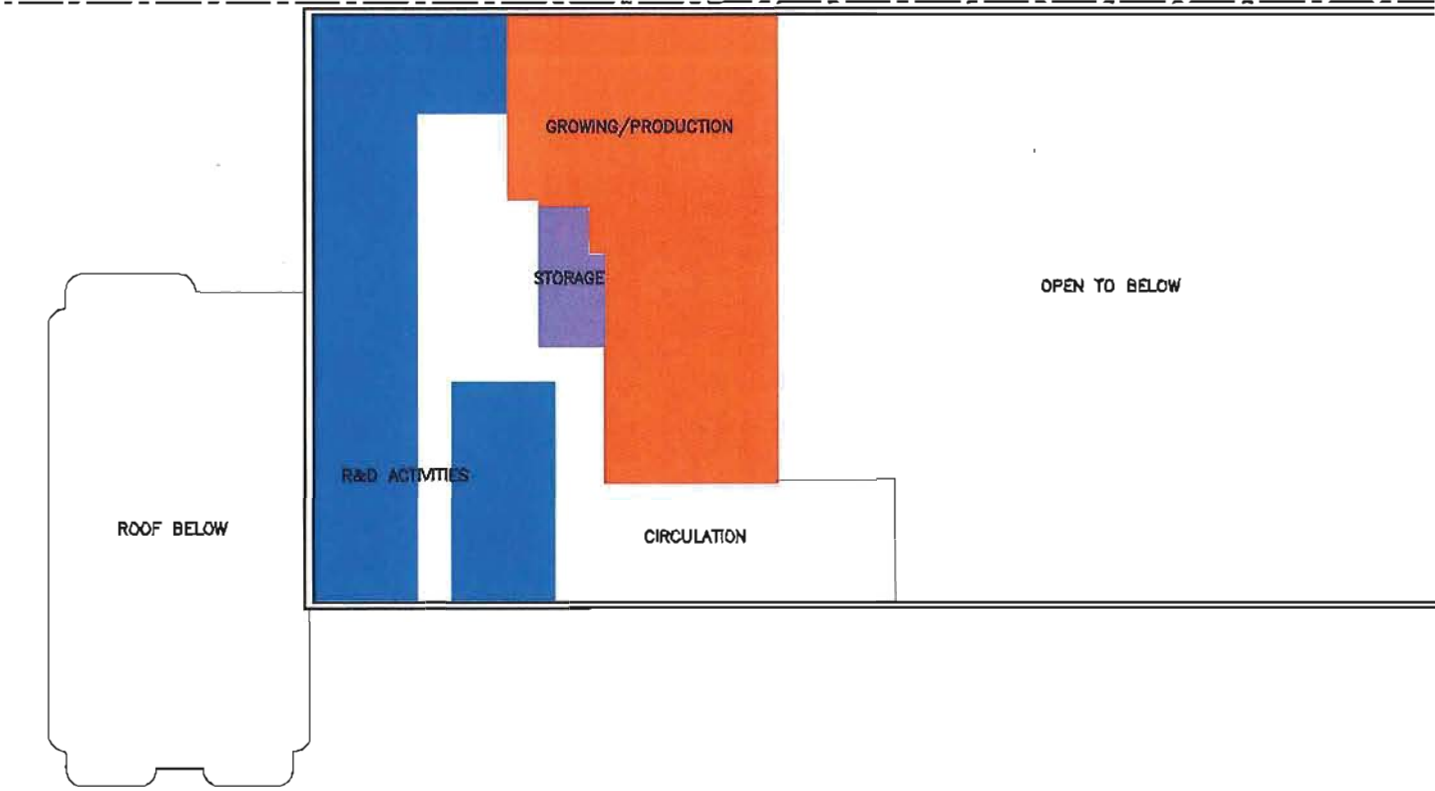 GROWING/PRODUCTION
STORAGE
OPEN TO BELOW
R&D ACTIVITIES
ROOF BELOW
CIRCULATION